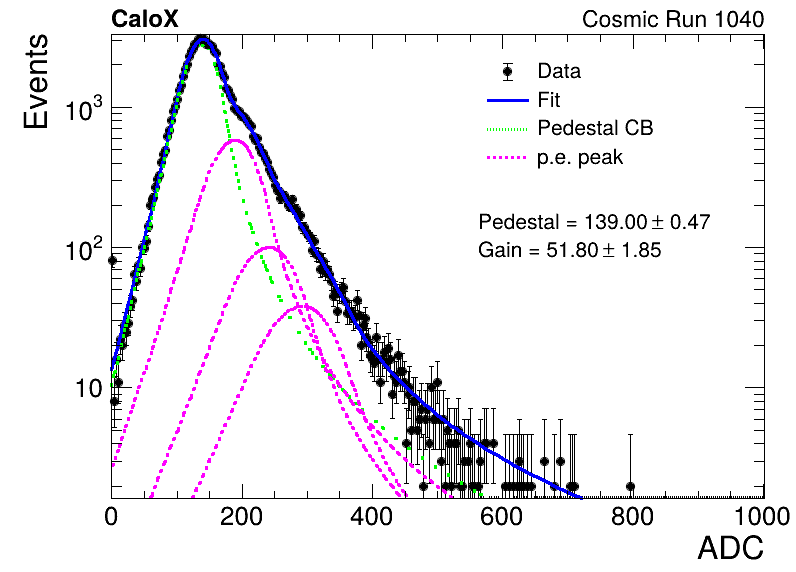 CaloX Cosmic Run 1040
Events
Data
Fit
Pedestal CB
p.e. peak
Pedestal = 139.00 ± 0.47
Gain = 51.80 ± 1.85
10³
10²
10
0 200 400 600 800 1000
ADC